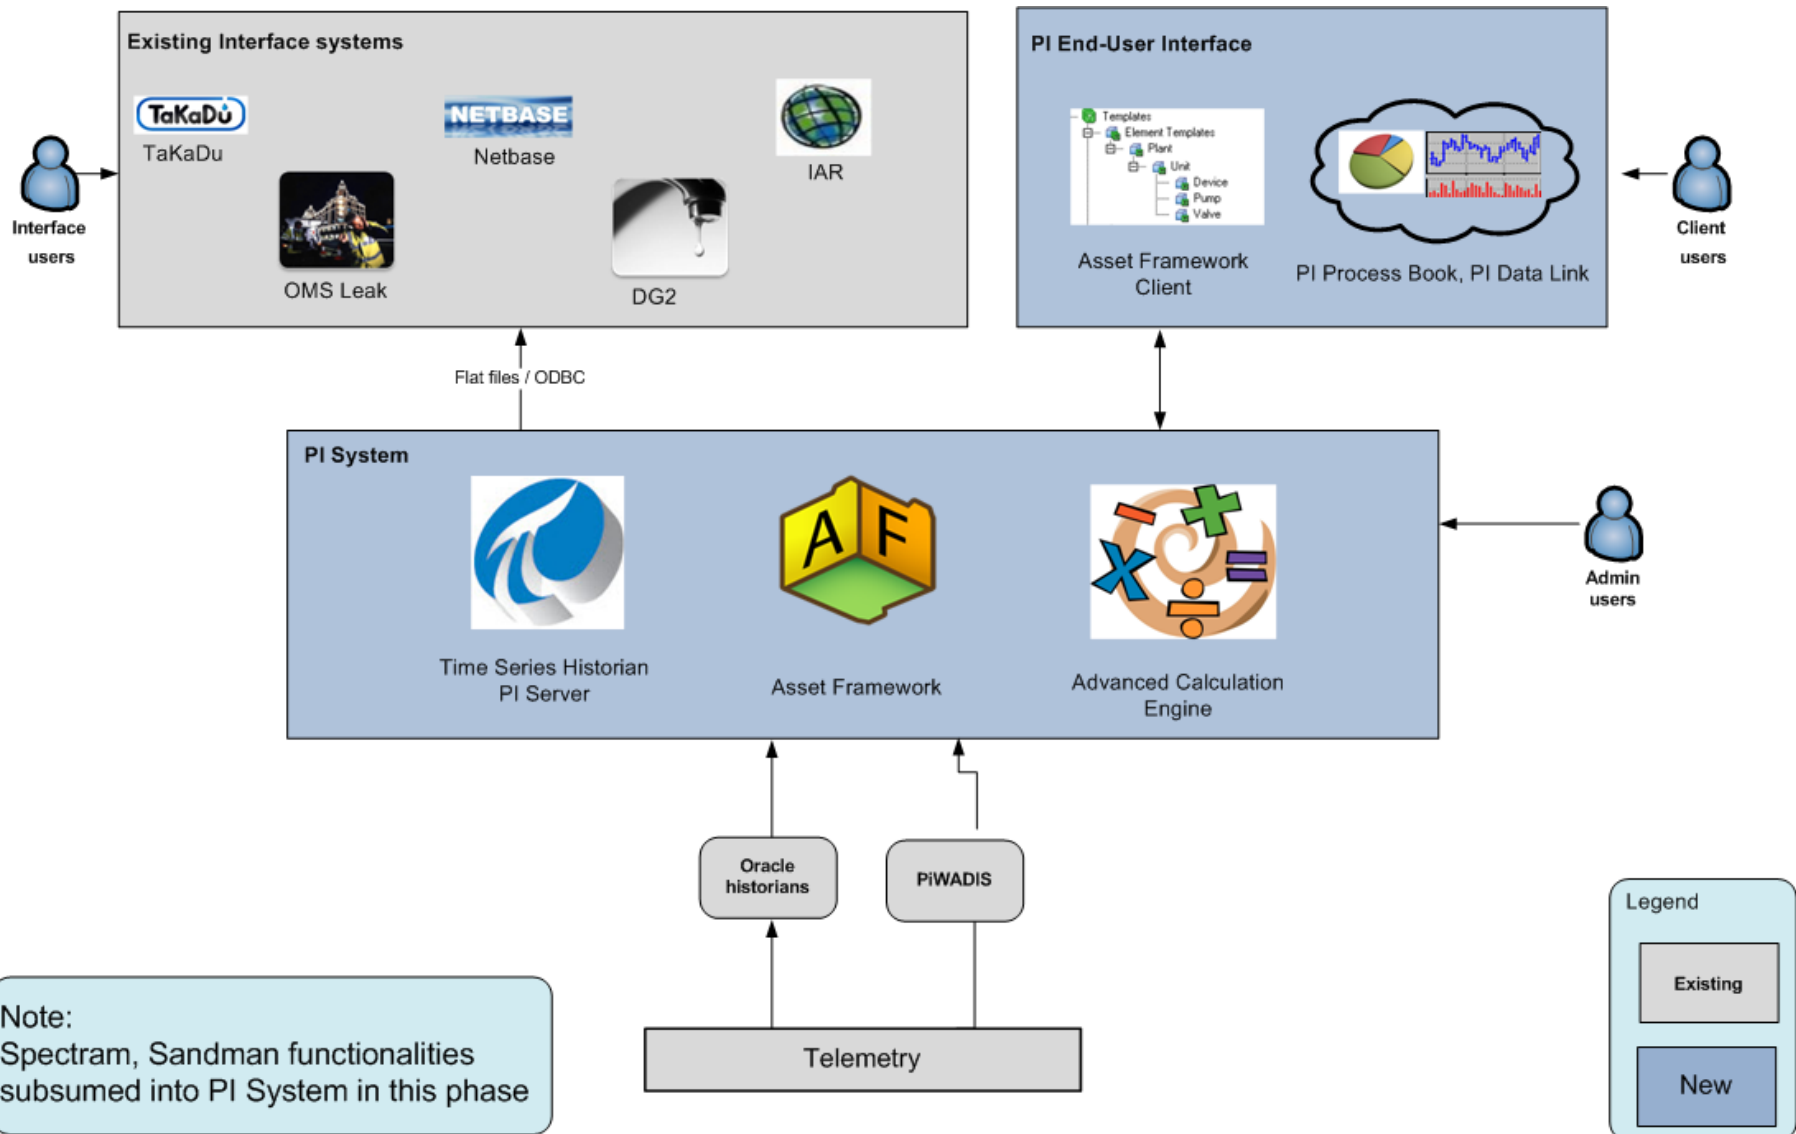 Existing Interface systems
TaKaDu
TaKaDu
NETBASE
Netbase
IAR
OMS Leak
DG2
Interface
users
PI End-User Interface
Templates
Element Templates
Plant
Unit
Device
Pump
Valve
Asset Framework
Client
PI Process Book, PI Data Link
Client
users
Flat files / ODBC
PI System
Time Series Historian
PI Server
A F
Asset Framework
Advanced Calculation
Engine
Admin
users
Oracle
historians
PiWADIS
Telemetry
Note:
Spectram, Sandman functionalities
subsumed into PI System in this phase
Legend
Existing
New